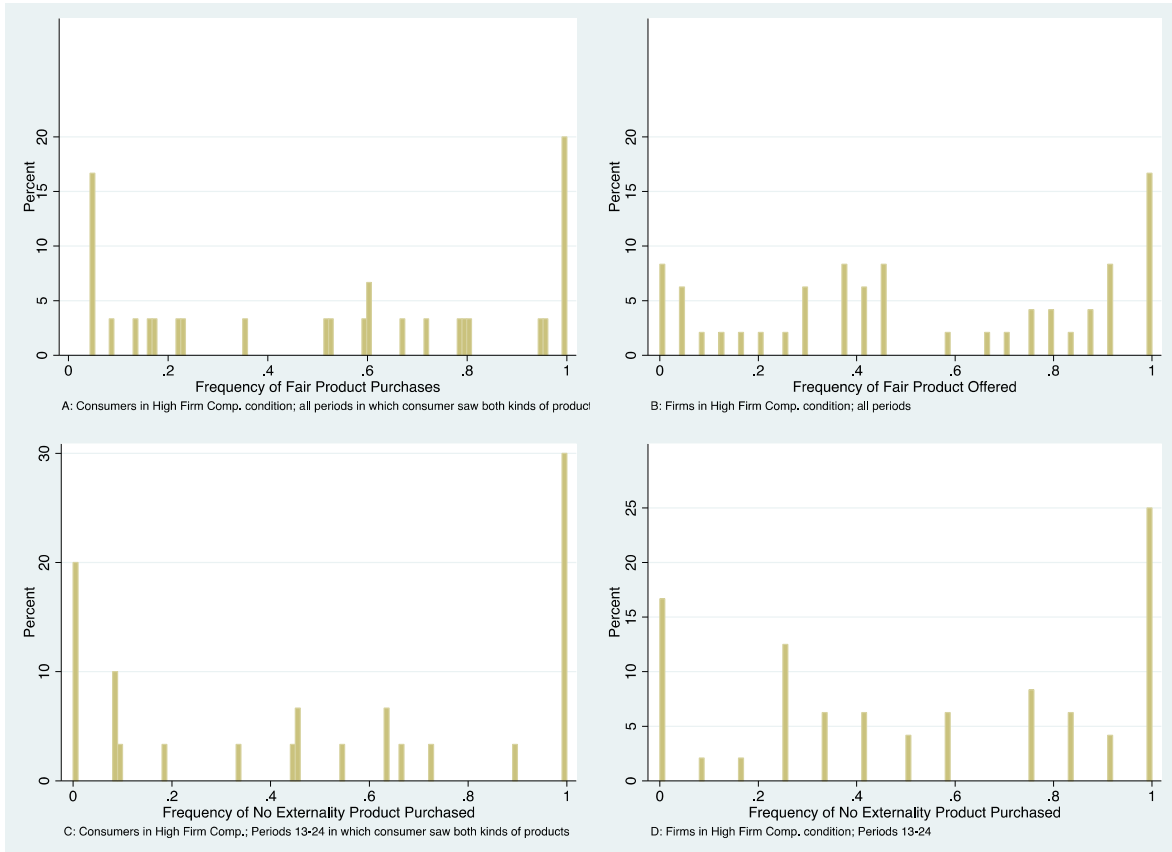 20
15
10
5
0
Percent
0 .2 .4 .6 .8 1
Frequency of Fair Product Purchases
A: Consumers in High Firm Comp. condition; all periods in which consumer saw both kinds of product
20
15
10
5
0
Percent
0 .2 .4 .6 .8 1
Frequency of Fair Product Offered
B: Firms in High Firm Comp. condition; all periods
30
20
10
0
Percent
0 .2 .4 .6 .8 1
Frequency of No Externality Product Purchased
C: Consumers in High Firm Comp.; Periods 13-24 in which consumer saw both kinds of products
25
20
15
10
5
0
Percent
0 .2 .4 .6 .8 1
Frequency of No Externality Product Purchased
D: Firms in High Firm Comp. condition; Periods 13-24